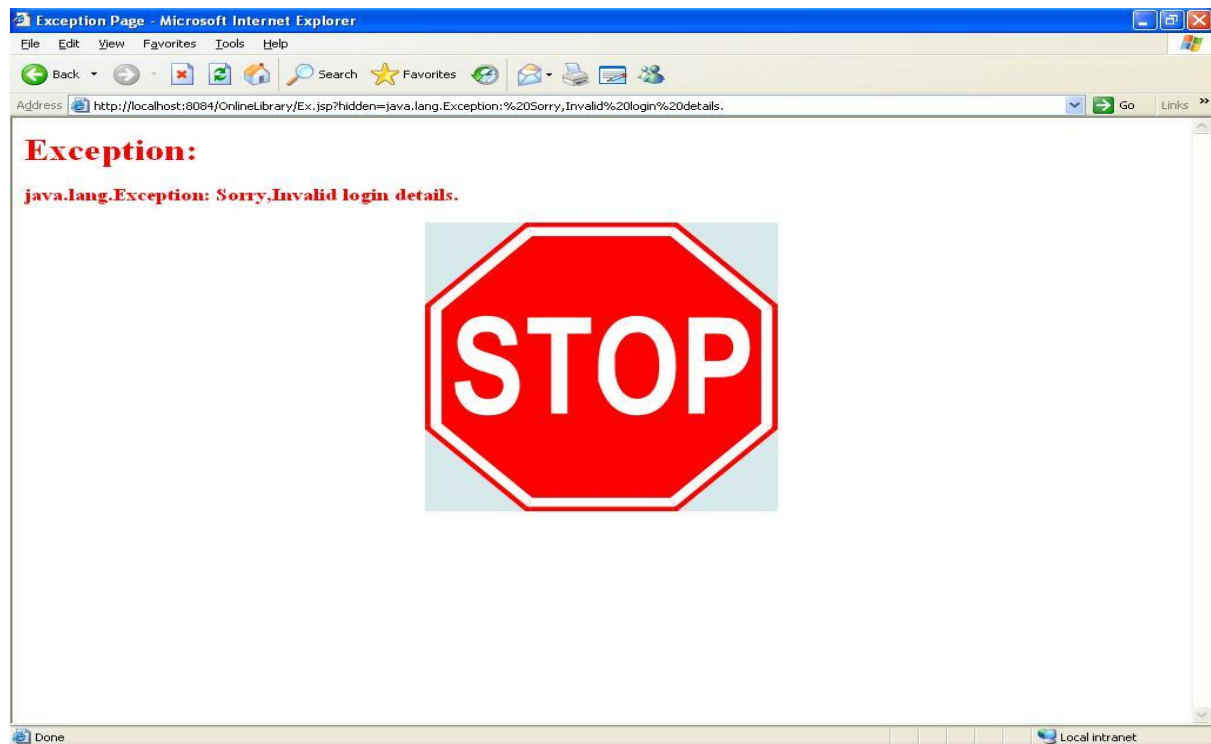 Exception Page - Microsoft Internet Explorer
File Edit View Favorites Tools Help
Back Search Favorites
Address http://localhost:8084/OnlineLibrary/Ex.jsp?hidden=java.lang.Exception:%20Sorry,Invalid%20login%20details. Go Links »
Exception:
java.lang.Exception: Sorry,Invalid login details.
STOP
Done Local intranet